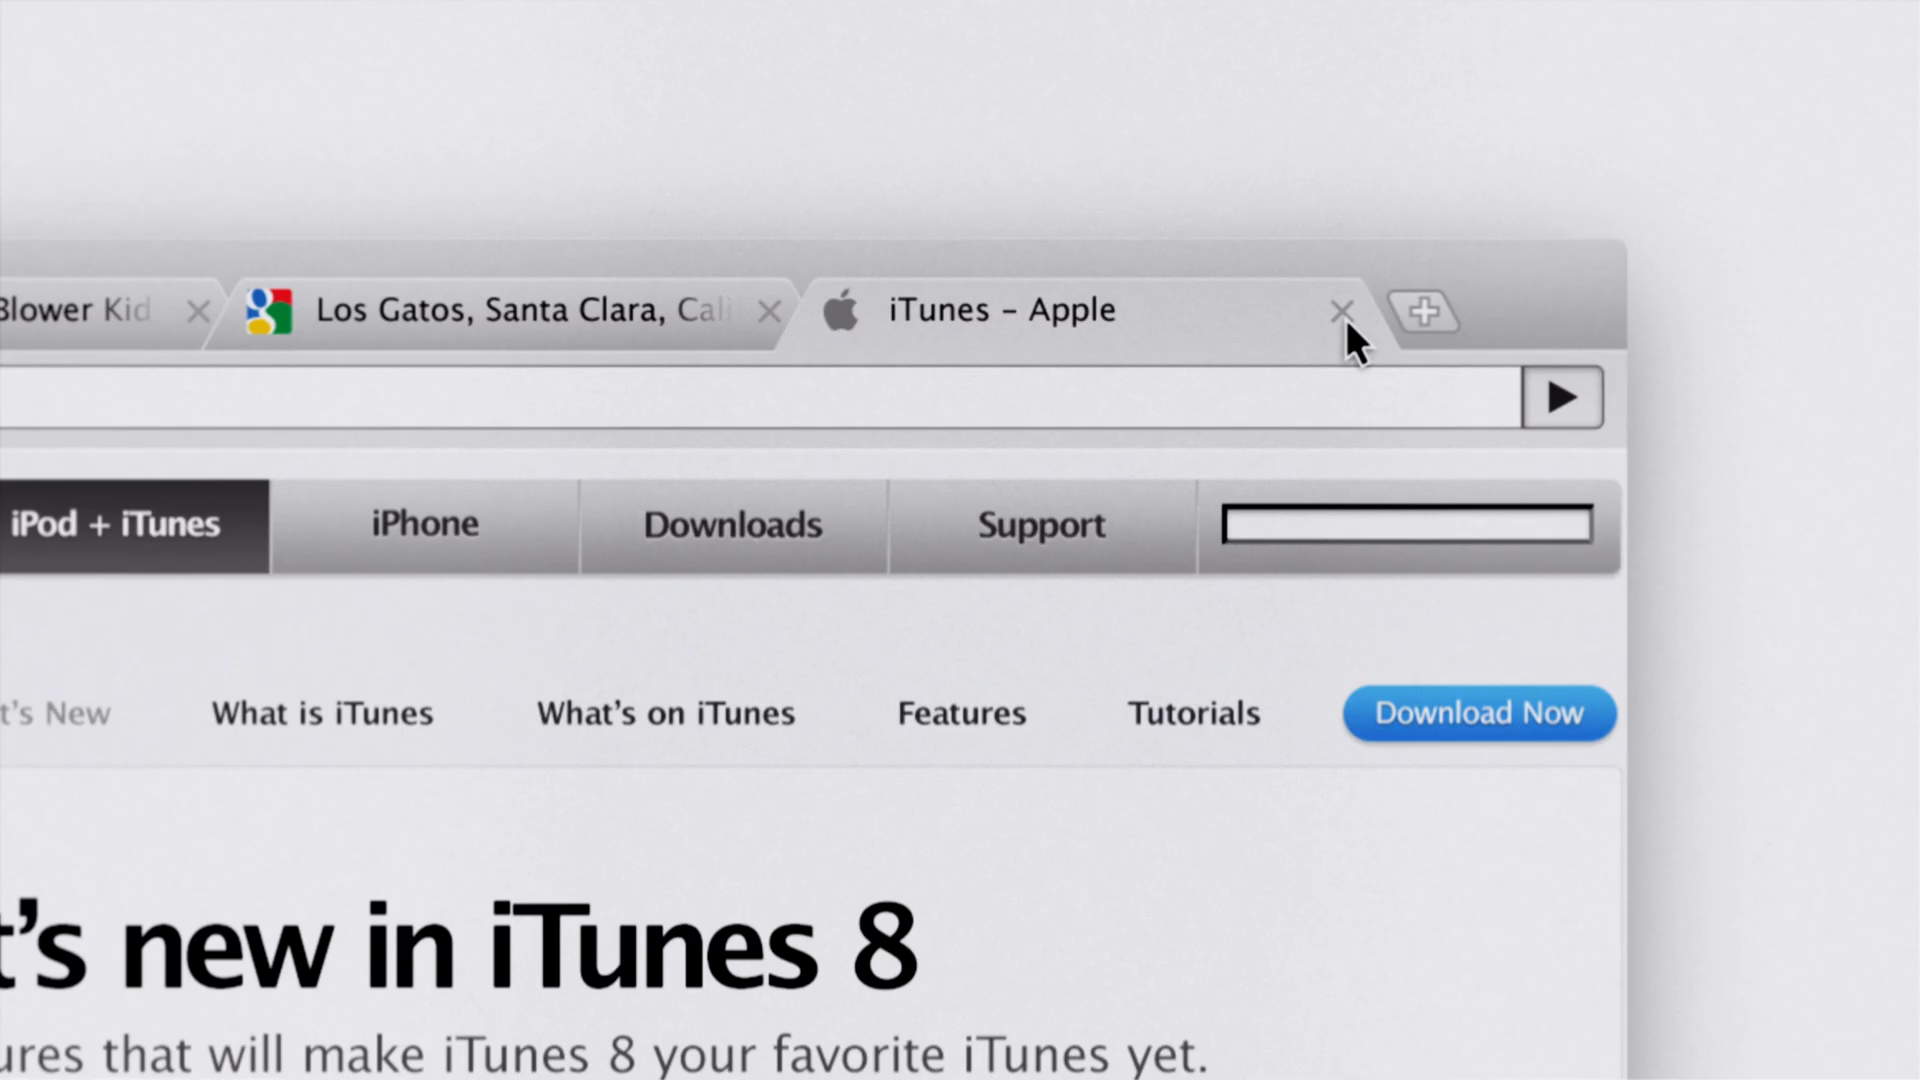 Blower Kid
Los Gatos, Santa Clara, Cali
iTunes – Apple
iPod + iTunes
iPhone
Downloads
Support
t’s New
What is iTunes
What’s on iTunes
Features
Tutorials
Download Now
t’s new in iTunes 8
ures that will make iTunes 8 your favorite iTunes yet.